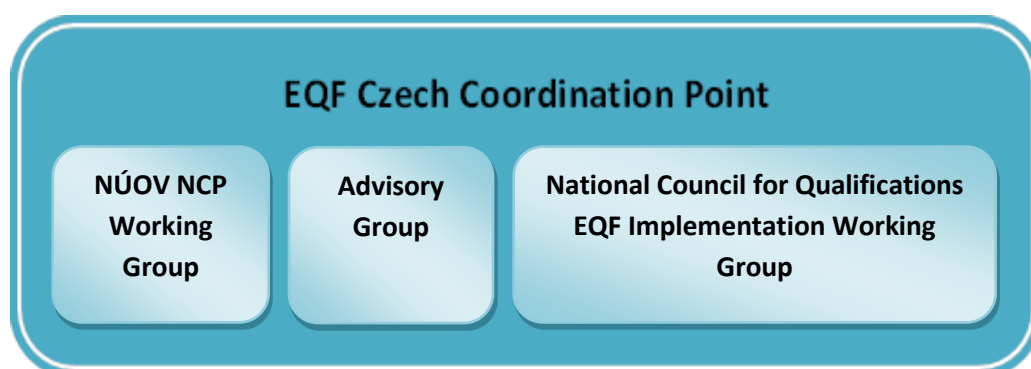 EQF Czech Coordination Point
NÚOV NCP
Working
Group
Advisory
Group
National Council for Qualifications
EQF Implementation Working
Group